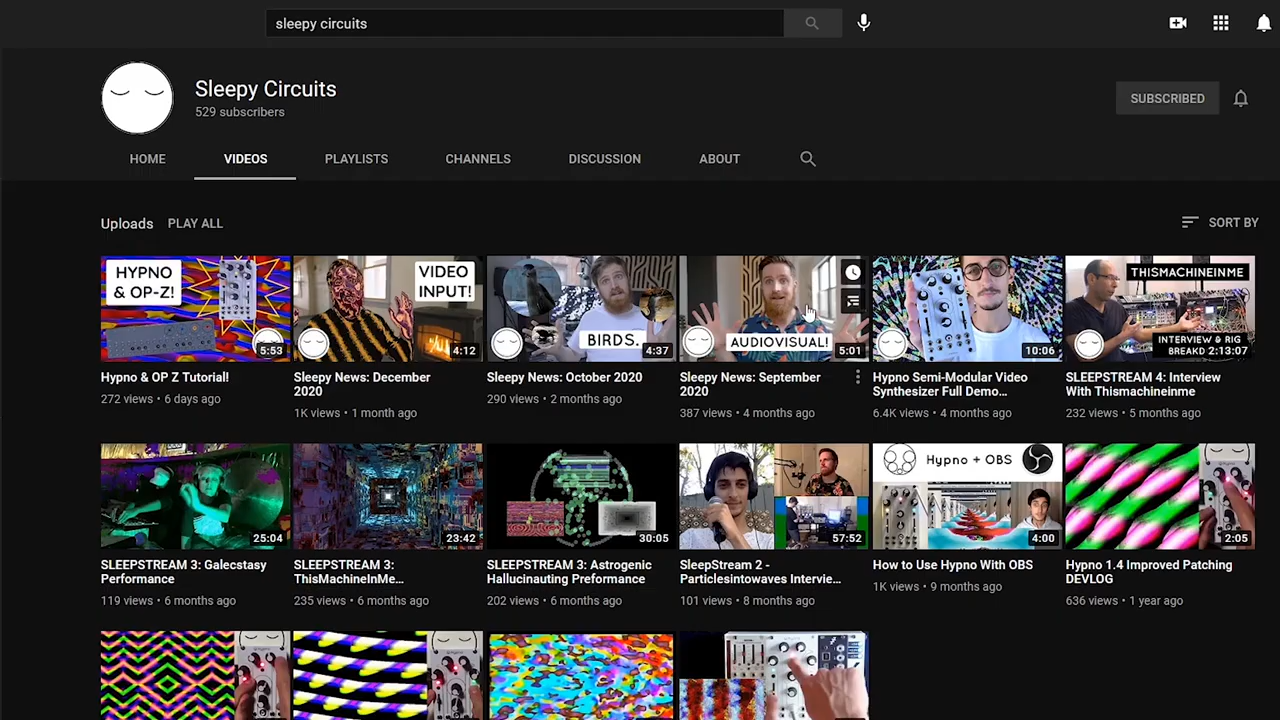 sleepy circuits
Sleepy Circuits
529 subscribers
SUBSCRIBED
HOME
VIDEOS
PLAYLISTS
CHANNELS
DISCUSSION
ABOUT
Uploads
PLAY ALL
SORT BY
HYPNO
& OP-Z!
5:53
VIDEO
INPUT!
4:12
BIRDS.
4:37
AUDIOVISUAL!
5:01
10:06
THISMACHINEINME
INTERVIEW & RIG
BREAKD
2:13:07
Hypno & OP Z Tutorial!
272 views • 6 days ago
Sleepy News: December
2020
1K views • 1 month ago
Sleepy News: October 2020
290 views • 2 months ago
Sleepy News: September
2020
387 views • 4 months ago
Hypno Semi-Modular Video
Synthesizer Full Demo…
6.4K views • 4 months ago
SLEEPSTREAM 4: Interview
With Thismachineinme
232 views • 5 months ago
25:04
23:42
30:05
57:52
Hypno + OBS
4:00
2:05
SLEEPSTREAM 3: Galecstasy
Performance
119 views • 6 months ago
SLEEPSTREAM 3:
ThisMachineInMe…
235 views • 6 months ago
SLEEPSTREAM 3: Astrogenic
Hallucinauting Preformance
202 views • 6 months ago
SleepStream 2 -
Particlesintowaves Intervie…
101 views • 8 months ago
How to Use Hypno With OBS
1K views • 9 months ago
Hypno 1.4 Improved Patching
DEVLOG
636 views • 1 year ago